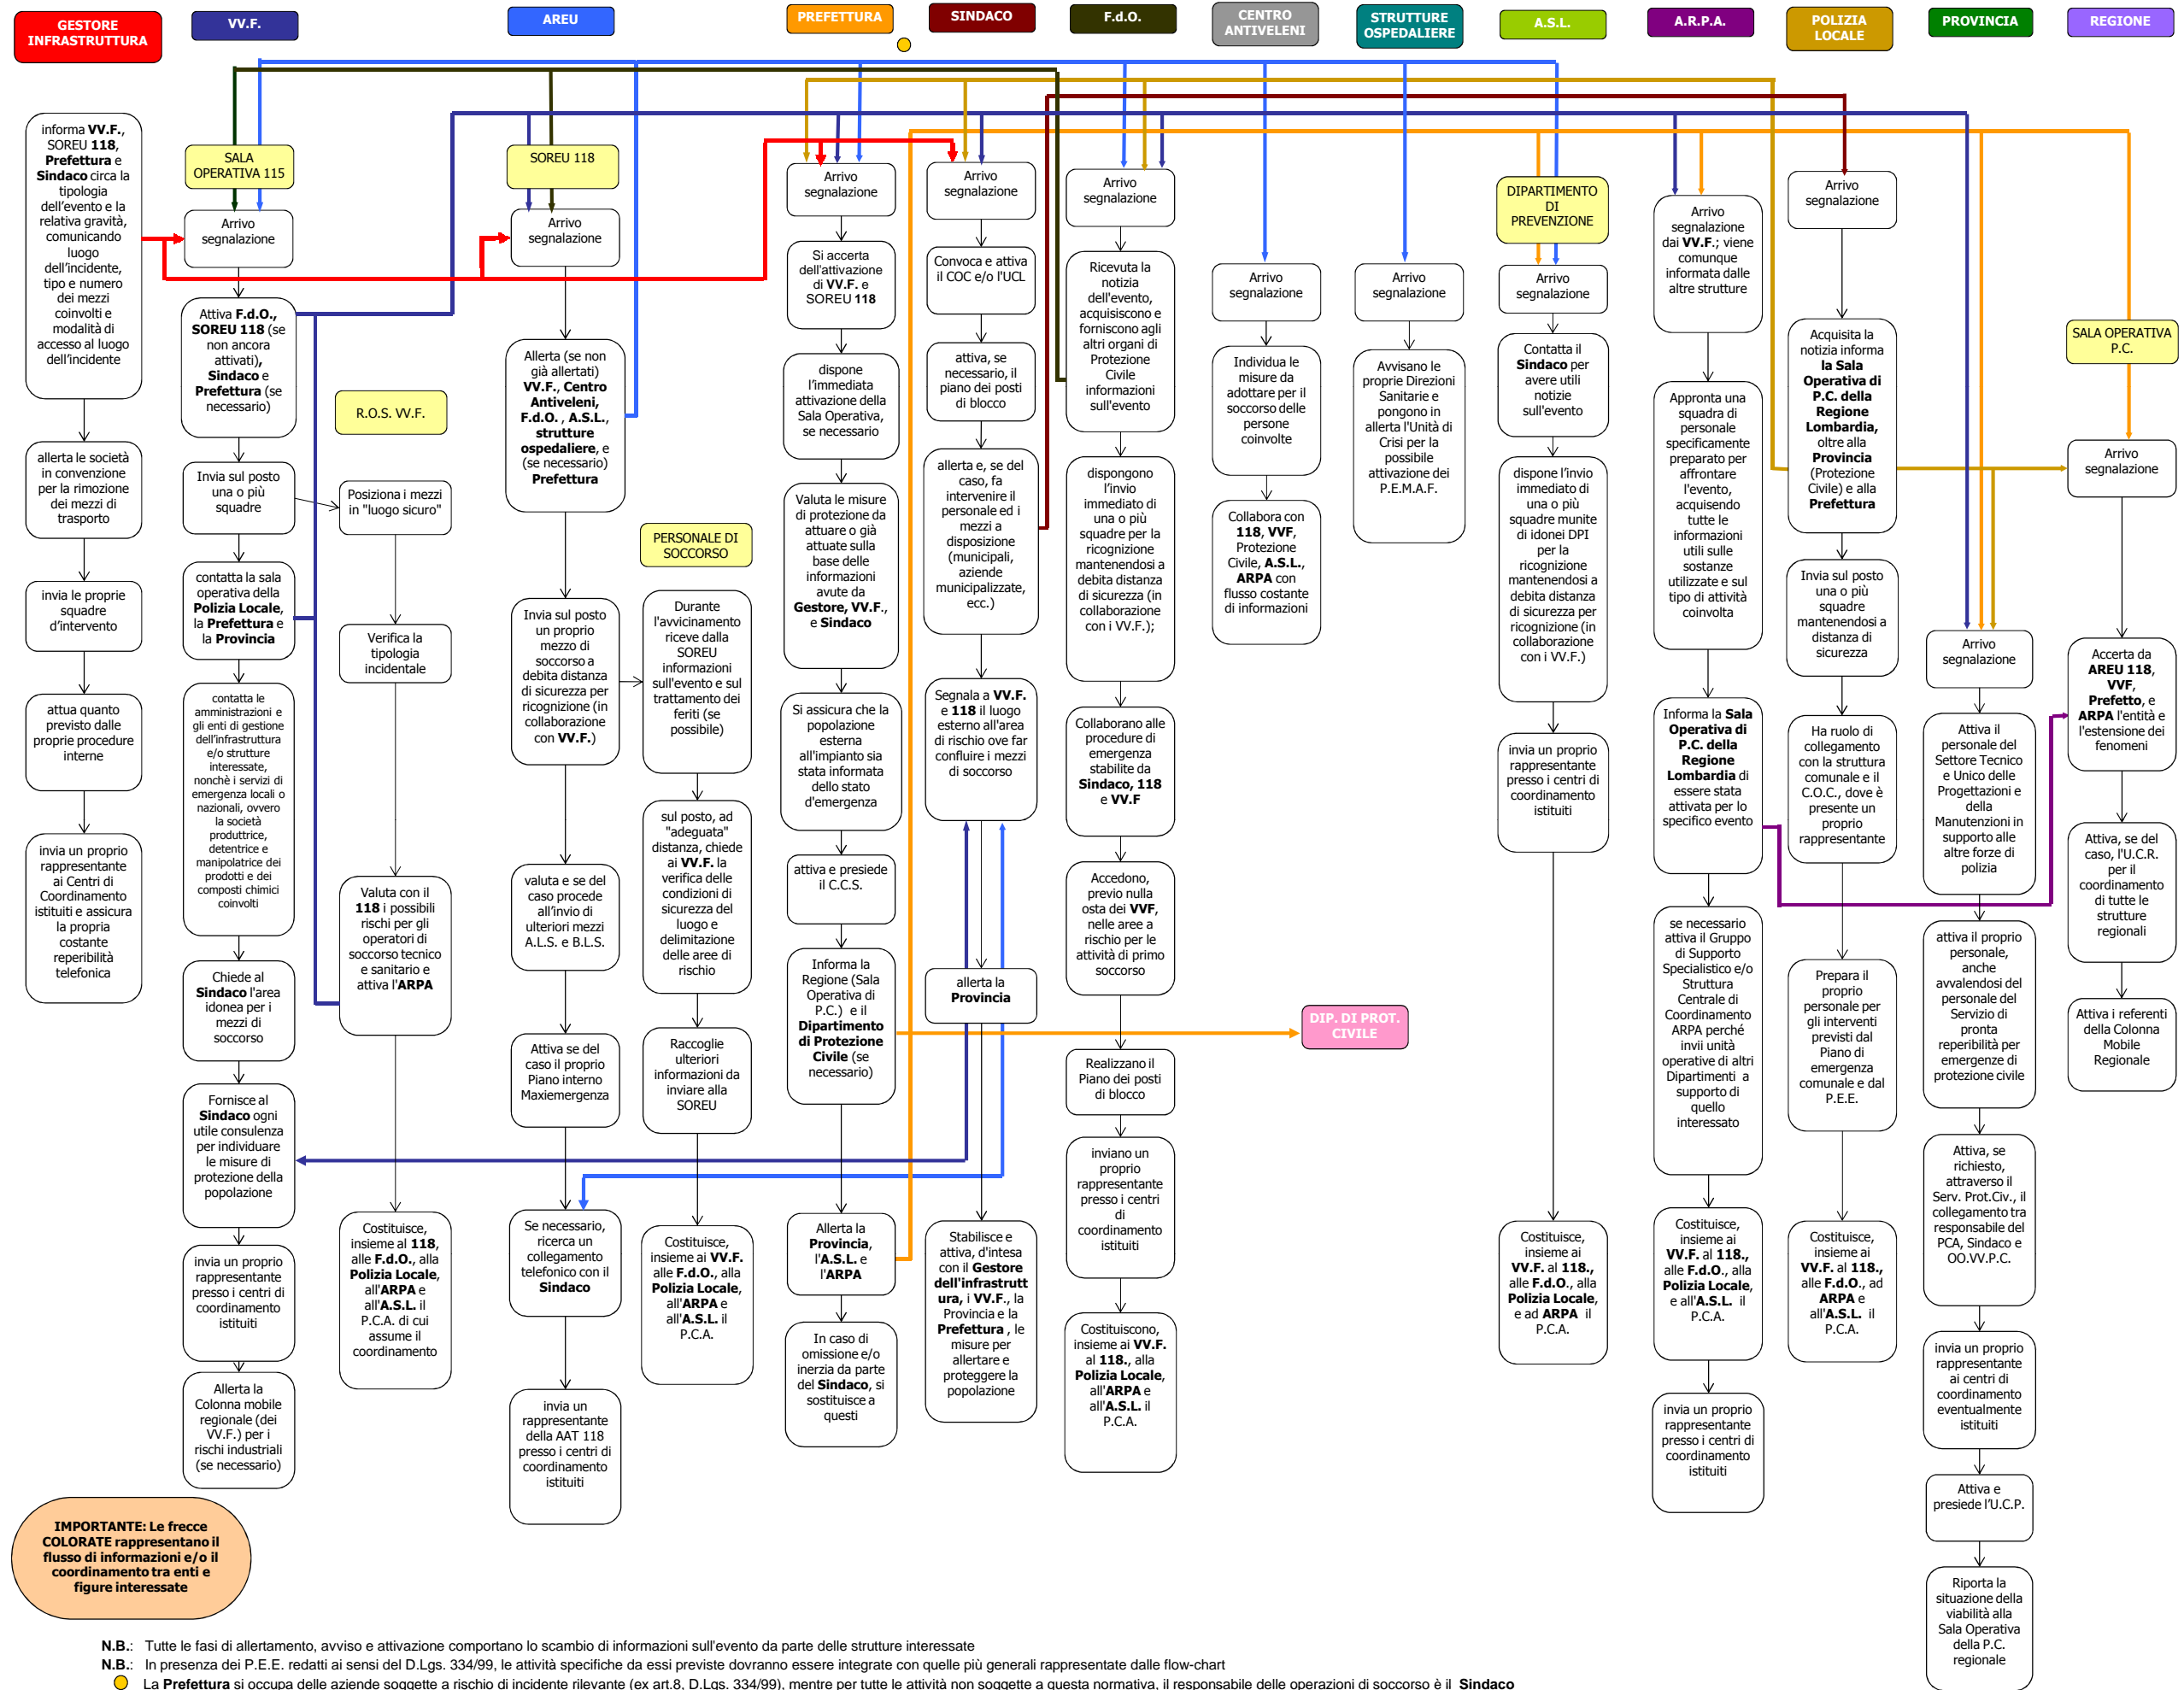 GESTORE
INFRASTRUTTURA
VV.F.
AREU
PREFETTURA
SINDACO
F.d.O.
CENTRO
ANTIVELENI
STRUTTURE
OSPEDALIERE
A.S.L.
A.R.P.A.
POLIZIA
LOCALE
PROVINCIA
REGIONE
informa VV.F.,
SOREU 118,
Prefettura e
Sindaco circa la
tipologia
dell'evento e la
relativa gravità,
comunicando
luogo
dell'incidente,
tipo e numero
dei mezzi
coinvolti e
modalità di
accesso al luogo
dell'incidente
allerta le società
in convenzione
per la rimozione
dei mezzi di
trasporto
invia le proprie
squadre
d'intervento
attua quanto
previsto dalle
proprie procedure
interne
invia un proprio
rappresentante
ai Centri di
Coordinamento
istituiti e assicura
la propria
costante
reperibilità
telefonica
SALA
OPERATIVA 115
Arrivo
segnalazione
Attiva F.d.O.,
SOREU 118 (se
non ancora
attivati),
Sindaco e
Prefettura (se
necessario)
Invia sul posto
una o più
squadre
contatta la sala
operativa della
Polizia Locale,
la Prefettura e
la Provincia
contatta le
amministrazioni e
gli enti di gestione
dell'infrastruttura
e/o strutture
interessate,
nonchè i servizi di
emergenza locali o
nazionali, ovvero
la società
produttrice,
detentrice e
manipolatrice dei
prodotti e dei
composti chimici
coinvolti
Chiede al
Sindaco l'area
idonea per i
mezzi di
soccorso
Fornisce al
Sindaco ogni
utile consulenza
per individuare
le misure di
protezione della
popolazione
invia un proprio
rappresentante
presso i centri di
coordinamento
istituiti
Allerta la
Colonna mobile
regionale (dei
VV.F.) per i
rischi industriali
(se necessario)
R.O.S. VV.F.
Posiziona i mezzi
in "luogo sicuro"
Verifica la
tipologia
incidentale
Valuta con il
118 i possibili
rischi per gli
operatori di
soccorso tecnico
e sanitario e
attiva l'ARPA
Costituisce,
insieme al 118,
alle F.d.O., alla
Polizia Locale,
all'ARPA e
all'A.S.L. il
P.C.A. di cui
assume il
coordinamento
SOREU 118
Arrivo
segnalazione
Allerta (se non
già allertati)
VV.F., Centro
Antiveleni,
F.d.O. , A.S.L.,
strutture
ospedaliere, e
(se necessario)
Prefettura
Invia sul posto
un proprio
mezzo di
soccorso a
debita distanza
di sicurezza per
ricognizione (in
collaborazione
con VV.F.)
valuta e se del
caso procede
all'invio di
ulteriori mezzi
A.L.S. e B.L.S.
Attiva se del
caso il proprio
Piano interno
Maxiemergenza
Se necessario,
ricerca un
collegamento
telefonico con il
Sindaco
invia un
rappresentante
della AAT 118
presso i centri di
coordinamento
istituiti
PERSONALE DI
SOCCORSO
Durante
l'avvicinamento
riceve dalla
SOREU
informazioni
sull'evento e sul
trattamento dei
feriti (se
possibile)
sul posto, ad
"adeguata"
distanza, chiede
ai VV.F. la
verifica delle
condizioni di
sicurezza del
luogo e
delimitazione
delle aree di
rischio
Raccoglie
ulteriori
informazioni da
inviare alla
SOREU
Costituisce,
insieme ai VV.F.
alle F.d.O., alla
Polizia Locale,
all'ARPA e
all'A.S.L. il
P.C.A.
Arrivo
segnalazione
Si accerta
dell'attivazione
di VV.F. e
SOREU 118
dispone
l'immediata
attivazione della
Sala Operativa,
se necessario
Valuta le misure
di protezione da
attuare o già
attuate sulla
base delle
informazioni
avute da
Gestore, VV.F.,
e Sindaco
Si assicura che la
popolazione
esterna
all'impianto sia
stata informata
dello stato
d'emergenza
attiva e presiede
il C.C.S.
Informa la
Regione (Sala
Operativa di
P.C.) e il
Dipartimento
di Protezione
Civile (se
necessario)
Allerta la
Provincia,
l'A.S.L. e
l'ARPA
In caso di
omissione e/o
inerzia da parte
del Sindaco, si
sostituisce a
questi
Arrivo
segnalazione
Convoca e attiva
il COC e/o l'UCL
attiva, se
necessario, il
piano dei posti
di blocco
allerta e, se del
caso, fa
intervenire il
personale ed i
mezzi a
disposizione
(municipali,
aziende
municipalizzate,
ecc.)
Segnala a VV.F.
e 118 il luogo
esterno all'area
di rischio ove far
confluire i mezzi
di soccorso
allerta la
Provincia
Stabilisce e
attiva, d'intesa
con il Gestore
dell'infrastrutt
ura, i VV.F., la
Provincia e la
Prefettura , le
misure per
allertare e
proteggere la
popolazione
Arrivo
segnalazione
Ricevuta la
notizia
dell'evento,
acquisiscono e
forniscono agli
altri organi di
Protezione
Civile
informazioni
sull'evento
dispongono
l'invio
immediato di
una o più
squadre per la
ricognizione
mantenendosi a
debita distanza
di sicurezza (in
collaborazione
con i VV.F.);
Collaborano alle
procedure di
emergenza
stabilite da
Sindaco, 118
e VV.F
Accedono,
previo nulla
osta dei VVF,
nelle aree a
rischio per le
attività di primo
soccorso
Realizzano il
Piano dei posti
di blocco
inviano un
proprio
rappresentante
presso i centri
di
coordinamento
istituiti
Costituiscono,
insieme ai VV.F.
al 118., alla
Polizia Locale,
all'ARPA e
all'A.S.L. il
P.C.A.
Arrivo
segnalazione
Individua le
misure da
adottare per il
soccorso delle
persone
coinvolte
Collabora con
118, VVF,
Protezione
Civile, A.S.L.,
ARPA con
flusso costante
di informazioni
DIP. DI PROT.
CIVILE
Arrivo
segnalazione
Avvisano le
proprie Direzioni
Sanitarie e
pongono in
allerta l'Unità di
Crisi per la
possibile
attivazione dei
P.E.M.A.F.
DIPARTIMENTO
DI
PREVENZIONE
Arrivo
segnalazione
Contatta il
Sindaco per
avere utili
notizie
sull'evento
dispone l'invio
immediato di
una o più
squadre munite
di idonei DPI
per la
ricognizione
mantenendosi a
debita distanza
di sicurezza per
ricognizione (in
collaborazione
con i VV.F.)
invia un proprio
rappresentante
presso i centri di
coordinamento
istituiti
Costituisce,
insieme ai
VV.F. al 118.,
alle F.d.O., alla
Polizia Locale,
e ad ARPA il
P.C.A.
Arrivo
segnalazione
dai VV.F.; viene
comunque
informata dalle
altre strutture
Appronta una
squadra di
personale
specificamente
preparato per
affrontare
l'evento,
acquisendo
tutte le
informazioni
utili sulle
sostanze
utilizzate e sul
tipo di attività
coinvolta
Informa la Sala
Operativa di
P.C. della
Regione
Lombardia di
essere stata
attivata per lo
specifico evento
se necessario
attiva il Gruppo
di Supporto
Specialistico e/o
Struttura
Centrale di
Coordinamento
ARPA perché
invii unità
operative di altri
Dipartimenti a
supporto di
quello
interessato
Costituisce,
insieme ai
VV.F. al 118.,
alle F.d.O., alla
Polizia Locale,
e all'A.S.L. il
P.C.A.
invia un proprio
rappresentante
presso i centri di
coordinamento
istituiti
Arrivo
segnalazione
Acquisita la
notizia informa
la Sala
Operativa di
P.C. della
Regione
Lombardia,
oltre alla
Provincia
(Protezione
Civile) e alla
Prefettura
Invia sul posto
una o più
squadre
mantenendosi a
distanza di
sicurezza
Ha ruolo di
collegamento
con la struttura
comunale e il
C.O.C., dove è
presente un
proprio
rappresentante
Prepara il
proprio
personale per
gli interventi
previsti dal
Piano di
emergenza
comunale e dal
P.E.E.
Costituisce,
insieme ai
VV.F. al 118.,
alle F.d.O., ad
ARPA e
all'A.S.L. il
P.C.A.
Arrivo
segnalazione
Attiva il
personale del
Settore Tecnico
e Unico delle
Progettazioni e
della
Manutenzioni in
supporto alle
altre forze di
polizia
attiva il proprio
personale,
anche
avvalendosi del
personale del
Servizio di
pronta
reperibilità per
emergenze di
protezione civile
Attiva, se
richiesto,
attraverso il
Serv. Prot.Civ., il
collegamento tra
responsabile del
PCA, Sindaco e
OO.VV.P.C.
invia un proprio
rappresentante
ai centri di
coordinamento
eventualmente
istituiti
Attiva e
presiede l'U.C.P.
Riporta la
situazione della
viabilità alla
Sala Operativa
della P.C.
regionale
SALA OPERATIVA
P.C.
Arrivo
segnalazione
Accerta da
AREU 118,
VVF,
Prefetto, e
ARPA l'entità e
l'estensione dei
fenomeni
Attiva, se del
caso, l'U.C.R.
per il
coordinamento
di tutte le
strutture
regionali
Attiva i referenti
della Colonna
Mobile
Regionale
IMPORTANTE: Le frecce
COLORATE rappresentano il
flusso di informazioni e/o il
coordinamento tra enti e
figure interessate
N.B.: Tutte le fasi di allertamento, avviso e attivazione comportano lo scambio di informazioni sull'evento da parte delle strutture interessate
N.B.: In presenza dei P.E.E. redatti ai sensi del D.Lgs. 334/99, le attività specifiche da essi previste dovranno essere integrate con quelle più generali rappresentate dalle flow-chart
La Prefettura si occupa delle aziende soggette a rischio di incidente rilevante (ex art.8, D.Lgs. 334/99), mentre per tutte le attività non soggette a questa normativa, il responsabile delle operazioni di soccorso è il Sindaco